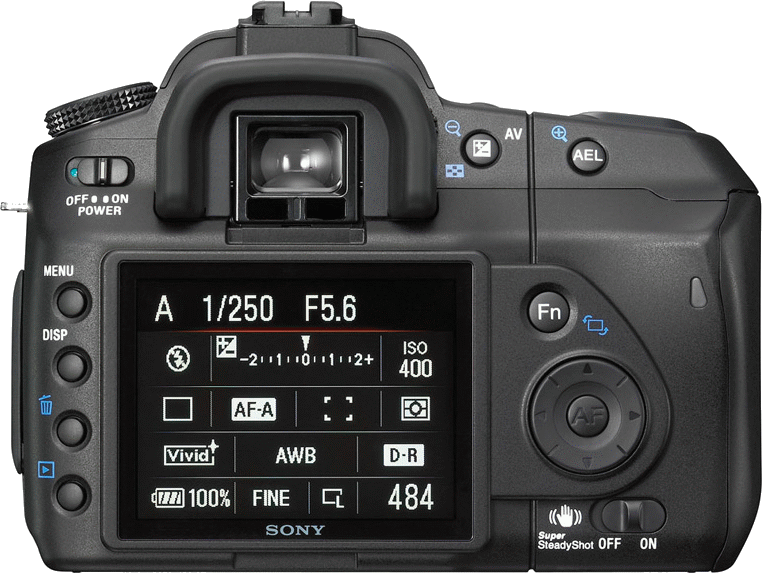 AV
AEL
OFF ON
POWER
MENU
DISP
A 1/250 F5.6
-2 1 0 1 2+
ISO
400
AF-A
Vivid+
AWB
D-R
100% FINE L 484
SONY
Fn
AF
Super
SteadyShot OFF ON